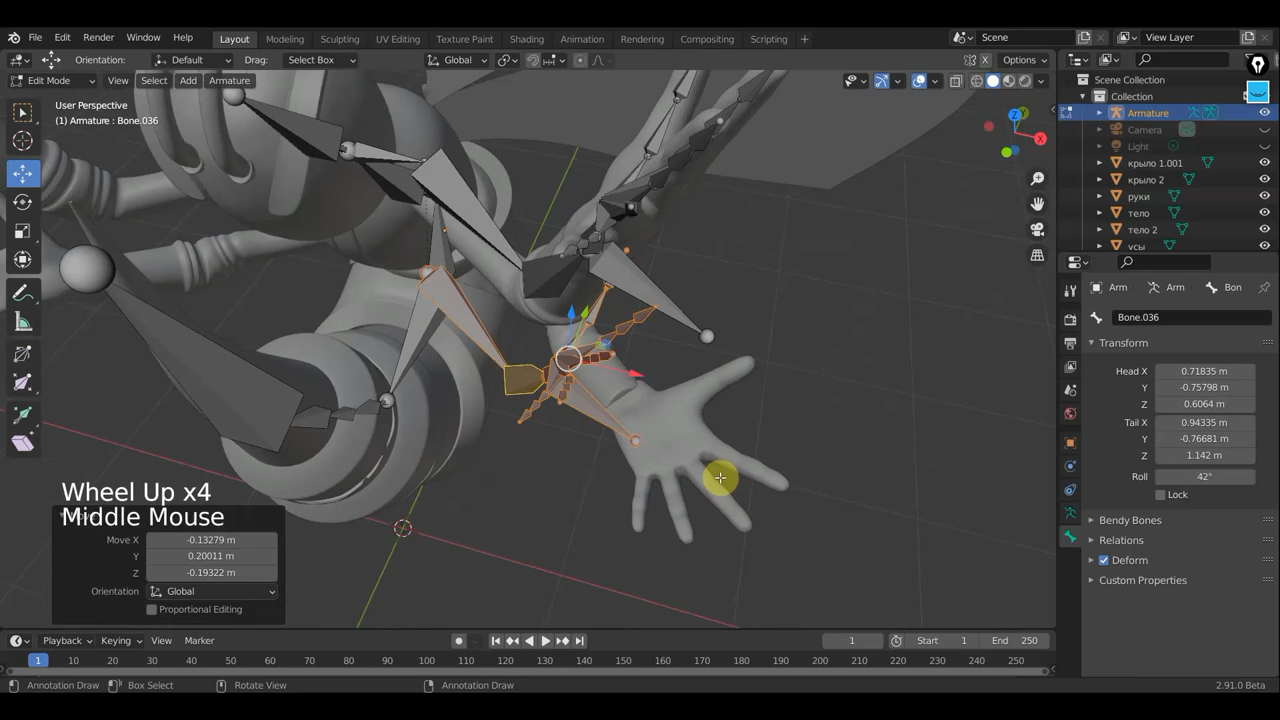 File Edit Render Window Help Layout Modeling Sculpting UV Editing Texture Paint Shading Animation Rendering Compositing Scripting + Scene View Layer
Orientation: Default Drag: Select Box Global Options
Edit Mode View Select Add Armature X
User Perspective
(1) Armature : Bone.036
Z
X
Scene Collection
Collection
Armature
Camera
Light
крыло 1.001
крыло 2
руки
тело
тело 2
усы
Arm Arm Bon
Bone.036
Transform
Head X 0.71835 m
Y -0.75798 m
Z 0.6064 m
Tail X 0.94335 m
Y -0.76681 m
Z 1.142 m
Roll 42°
Lock
Bendy Bones
Relations
Deform
Custom Properties
Wheel Up x4
Middle Mouse
Move X -0.13279 m
Y 0.20011 m
Z -0.19322 m
Orientation Global
Proportional Editing
Playback Keying View Marker 1 Start 1 End 250
1 10 20 30 40 50 60 70 80 90 100 110 120 130 140 150 160 170 180 190 200 210 220 230 240 250
Annotation Draw Box Select Rotate View Annotation Draw 2.91.0 Beta